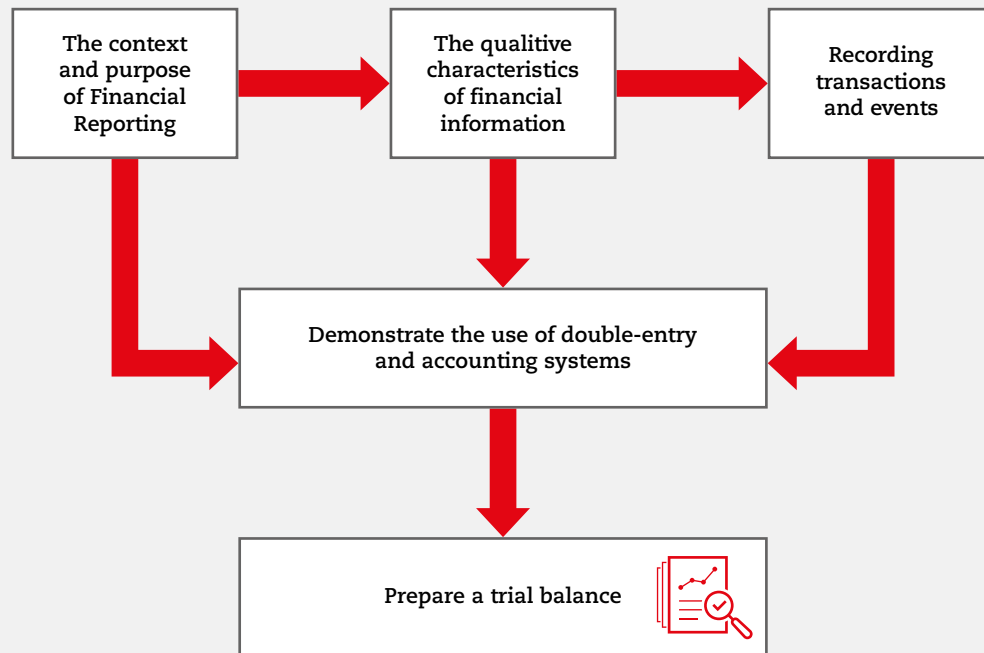 The context
and purpose
of Financial
Reporting
The qualitive
characteristics
of financial
information
Recording
transactions
and events
Demonstrate the use of double-entry
and accounting systems
Prepare a trial balance